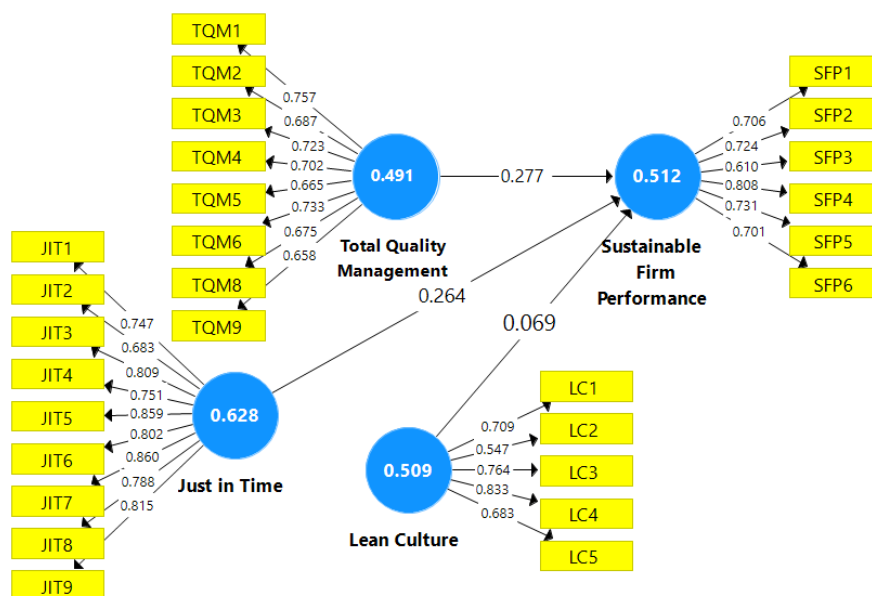 TQM1
TQM2
TQM3
TQM4
TQM5
TQM6
TQM8
TQM9
0.757
0.687
0.723
0.702
0.665
0.733
0.675
0.658
0.491
Total Quality
Management
0.277
0.264
0.069
SFP1
SFP2
SFP3
SFP4
SFP5
SFP6
0.706
0.724
0.610
0.808
0.731
0.701
0.512
Sustainable
Firm
Performance
JIT1
JIT2
JIT3
JIT4
JIT5
JIT6
JIT7
JIT8
JIT9
0.747
0.683
0.809
0.751
0.859
0.802
0.860
0.788
0.815
0.628
Just in Time
LC1
LC2
LC3
LC4
LC5
0.709
0.547
0.764
0.833
0.683
0.509
Lean Culture